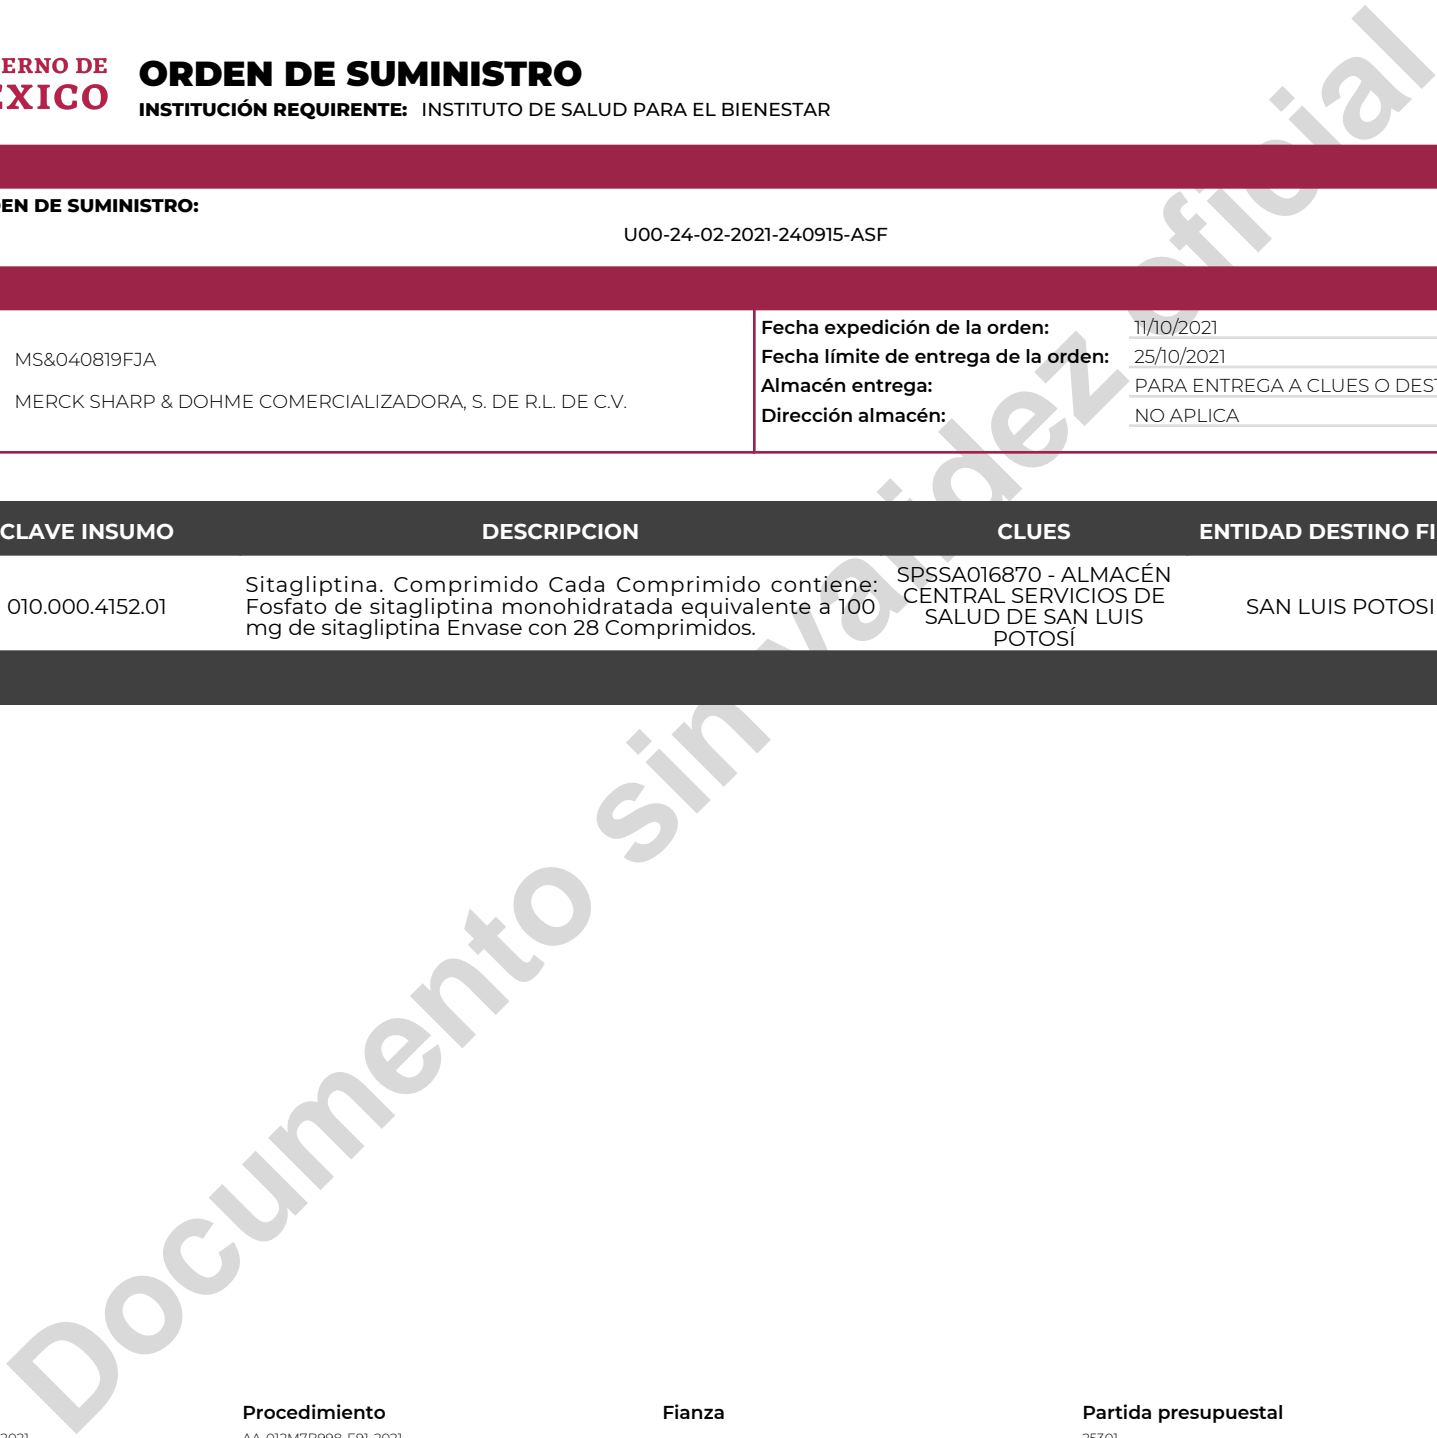 ERNO DE
ÉXICO
ORDEN DE SUMINISTRO
INSTITUCIÓN REQUIRENTE: INSTITUTO DE SALUD PARA EL BIENESTAR
EN DE SUMINISTRO:
U00-24-02-2021-240915-ASF
MS&040819FJA
MERCK SHARP & DOHME COMERCIALIZADORA, S. DE R.L. DE C.V.
Fecha expedición de la orden: 11/10/2021
Fecha límite de entrega de la orden: 25/10/2021
Almacén entrega: PARA ENTREGA A CLUES O DEST
Dirección almacén: NO APLICA
CLAVE INSUMO DESCRIPCION CLUES ENTIDAD DESTINO FI
010.000.4152.01
Sitagliptina. Comprimido Cada Comprimido contiene:
Fosfato de sitagliptina monohidratada equivalente a 100
mg de sitagliptina Envase con 28 Comprimidos.
SPSSA016870 - ALMACÉN
CENTRAL SERVICIOS DE
SALUD DE SAN LUIS
POTOSÍ
SAN LUIS POTOSI
Documento sin validez oficial
Procedimiento Fianza Partida presupuestal